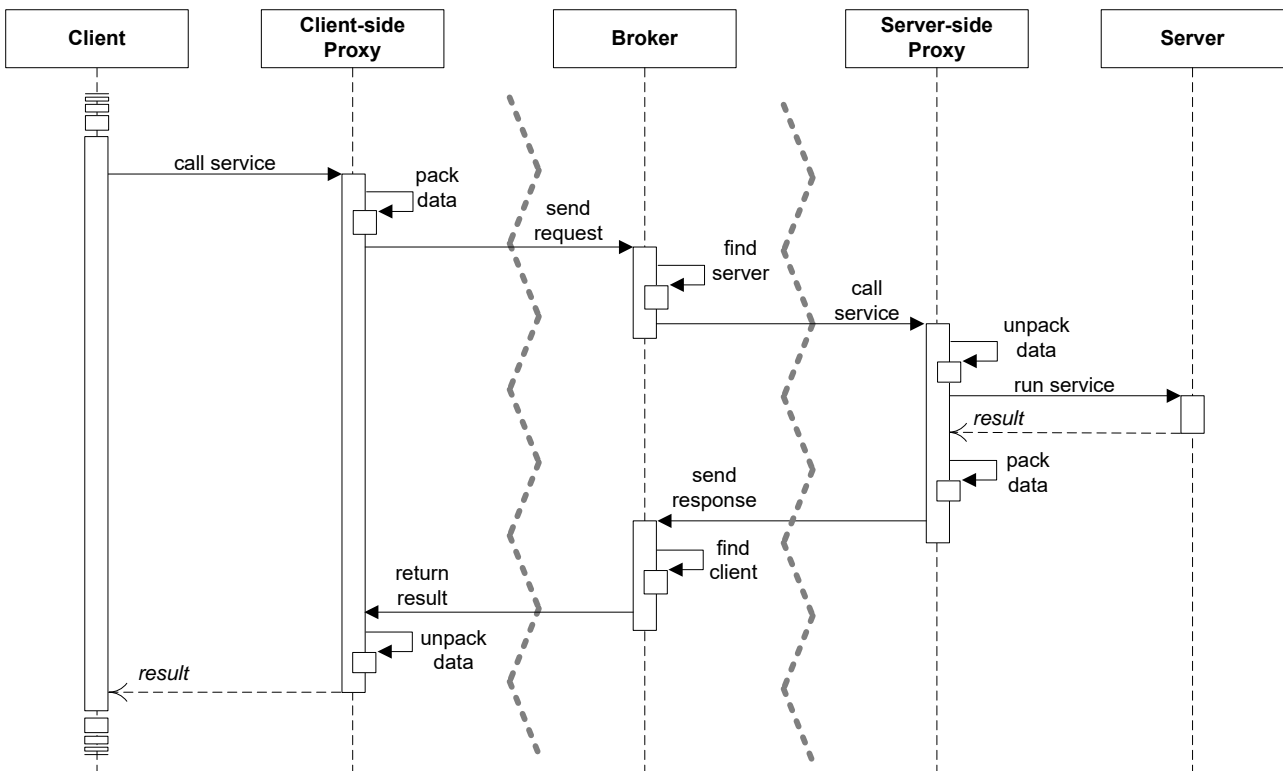 Client
Client-side
Proxy
Broker
Server-side
Proxy
Server
call service
pack
data
send
request
find
server
call
service
unpack
data
run service
result
pack
data
send
response
find
client
return
result
unpack
data
result